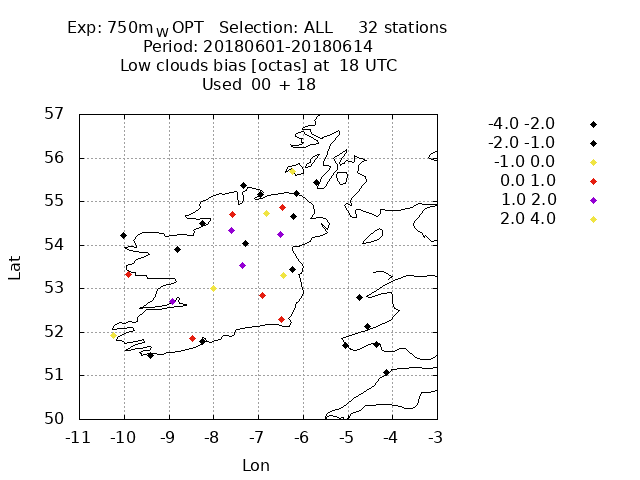 Exp: 750m W OPT Selection: ALL 32 stations
Period: 20180601-20180614
Low clouds bias [octas] at 18 UTC
Used 00 + 18
57
56
55
54
53
52
51
50
-11 -10 -9 -8 -7 -6 -5 -4 -3
Lat
Lon
-4.0 -2.0
-2.0 -1.0
-1.0 0.0
0.0 1.0
1.0 2.0
2.0 4.0